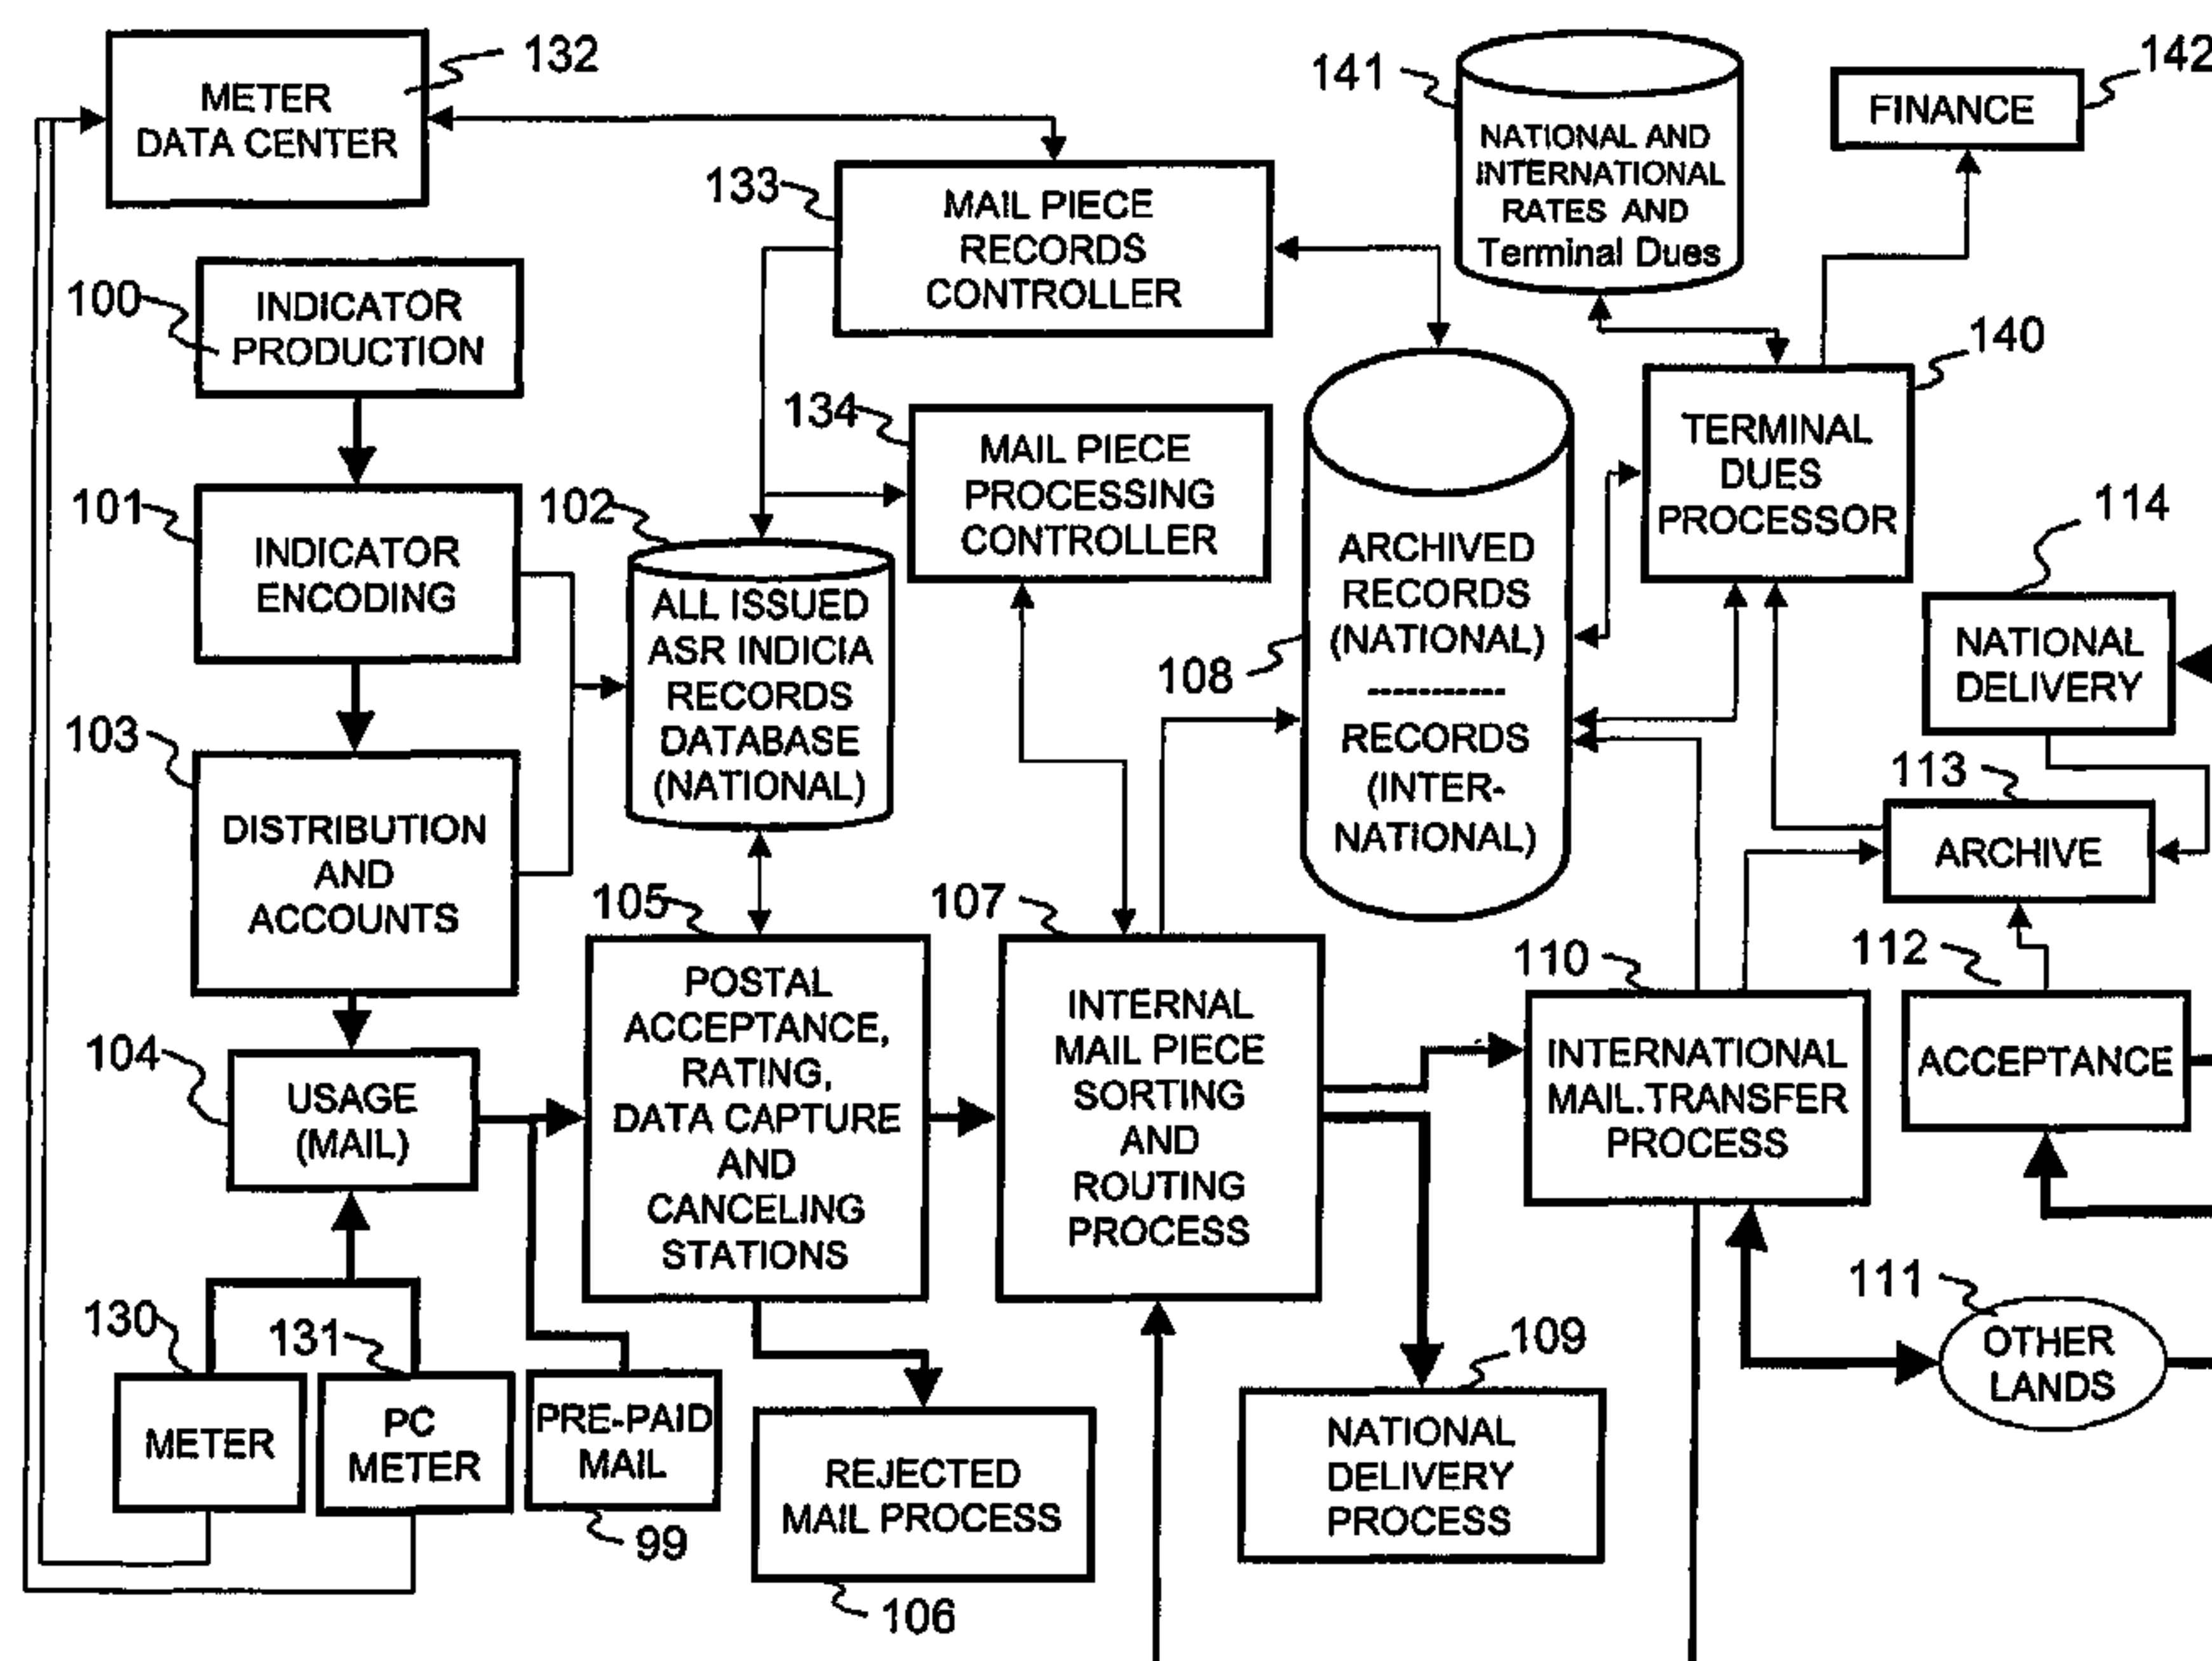 132
METER
DATA CENTER
100
INDICATOR
PRODUCTION
101
INDICATOR
ENCODING
103
DISTRIBUTION
AND
ACCOUNTS
104
USAGE
(MAIL)
130
METER
131
PC
METER
PRE-PAID
MAIL
99
133
MAIL PIECE
RECORDS
CONTROLLER
134
MAIL PIECE
PROCESSING
CONTROLLER
102
ALL ISSUED
ASR INDICIA
RECORDS
DATABASE
(NATIONAL)
105
POSTAL
ACCEPTANCE,
RATING,
DATA CAPTURE
AND
CANCELING
STATIONS
REJECTED
MAIL PROCESS
106
107
INTERNAL
MAIL PIECE
SORTING
AND
ROUTING
PROCESS
108
ARCHIVED
RECORDS
(NATIONAL)
-----------
RECORDS
(INTER-
NATIONAL)
109
NATIONAL
DELIVERY
PROCESS
141
NATIONAL AND
INTERNATIONAL
RATES AND
Terminal Dues
142
FINANCE
140
TERMINAL
DUES
PROCESSOR
114
NATIONAL
DELIVERY
113
ARCHIVE
112
ACCEPTANCE
110
INTERNATIONAL
MAIL.TRANSFER
PROCESS
111
OTHER
LANDS